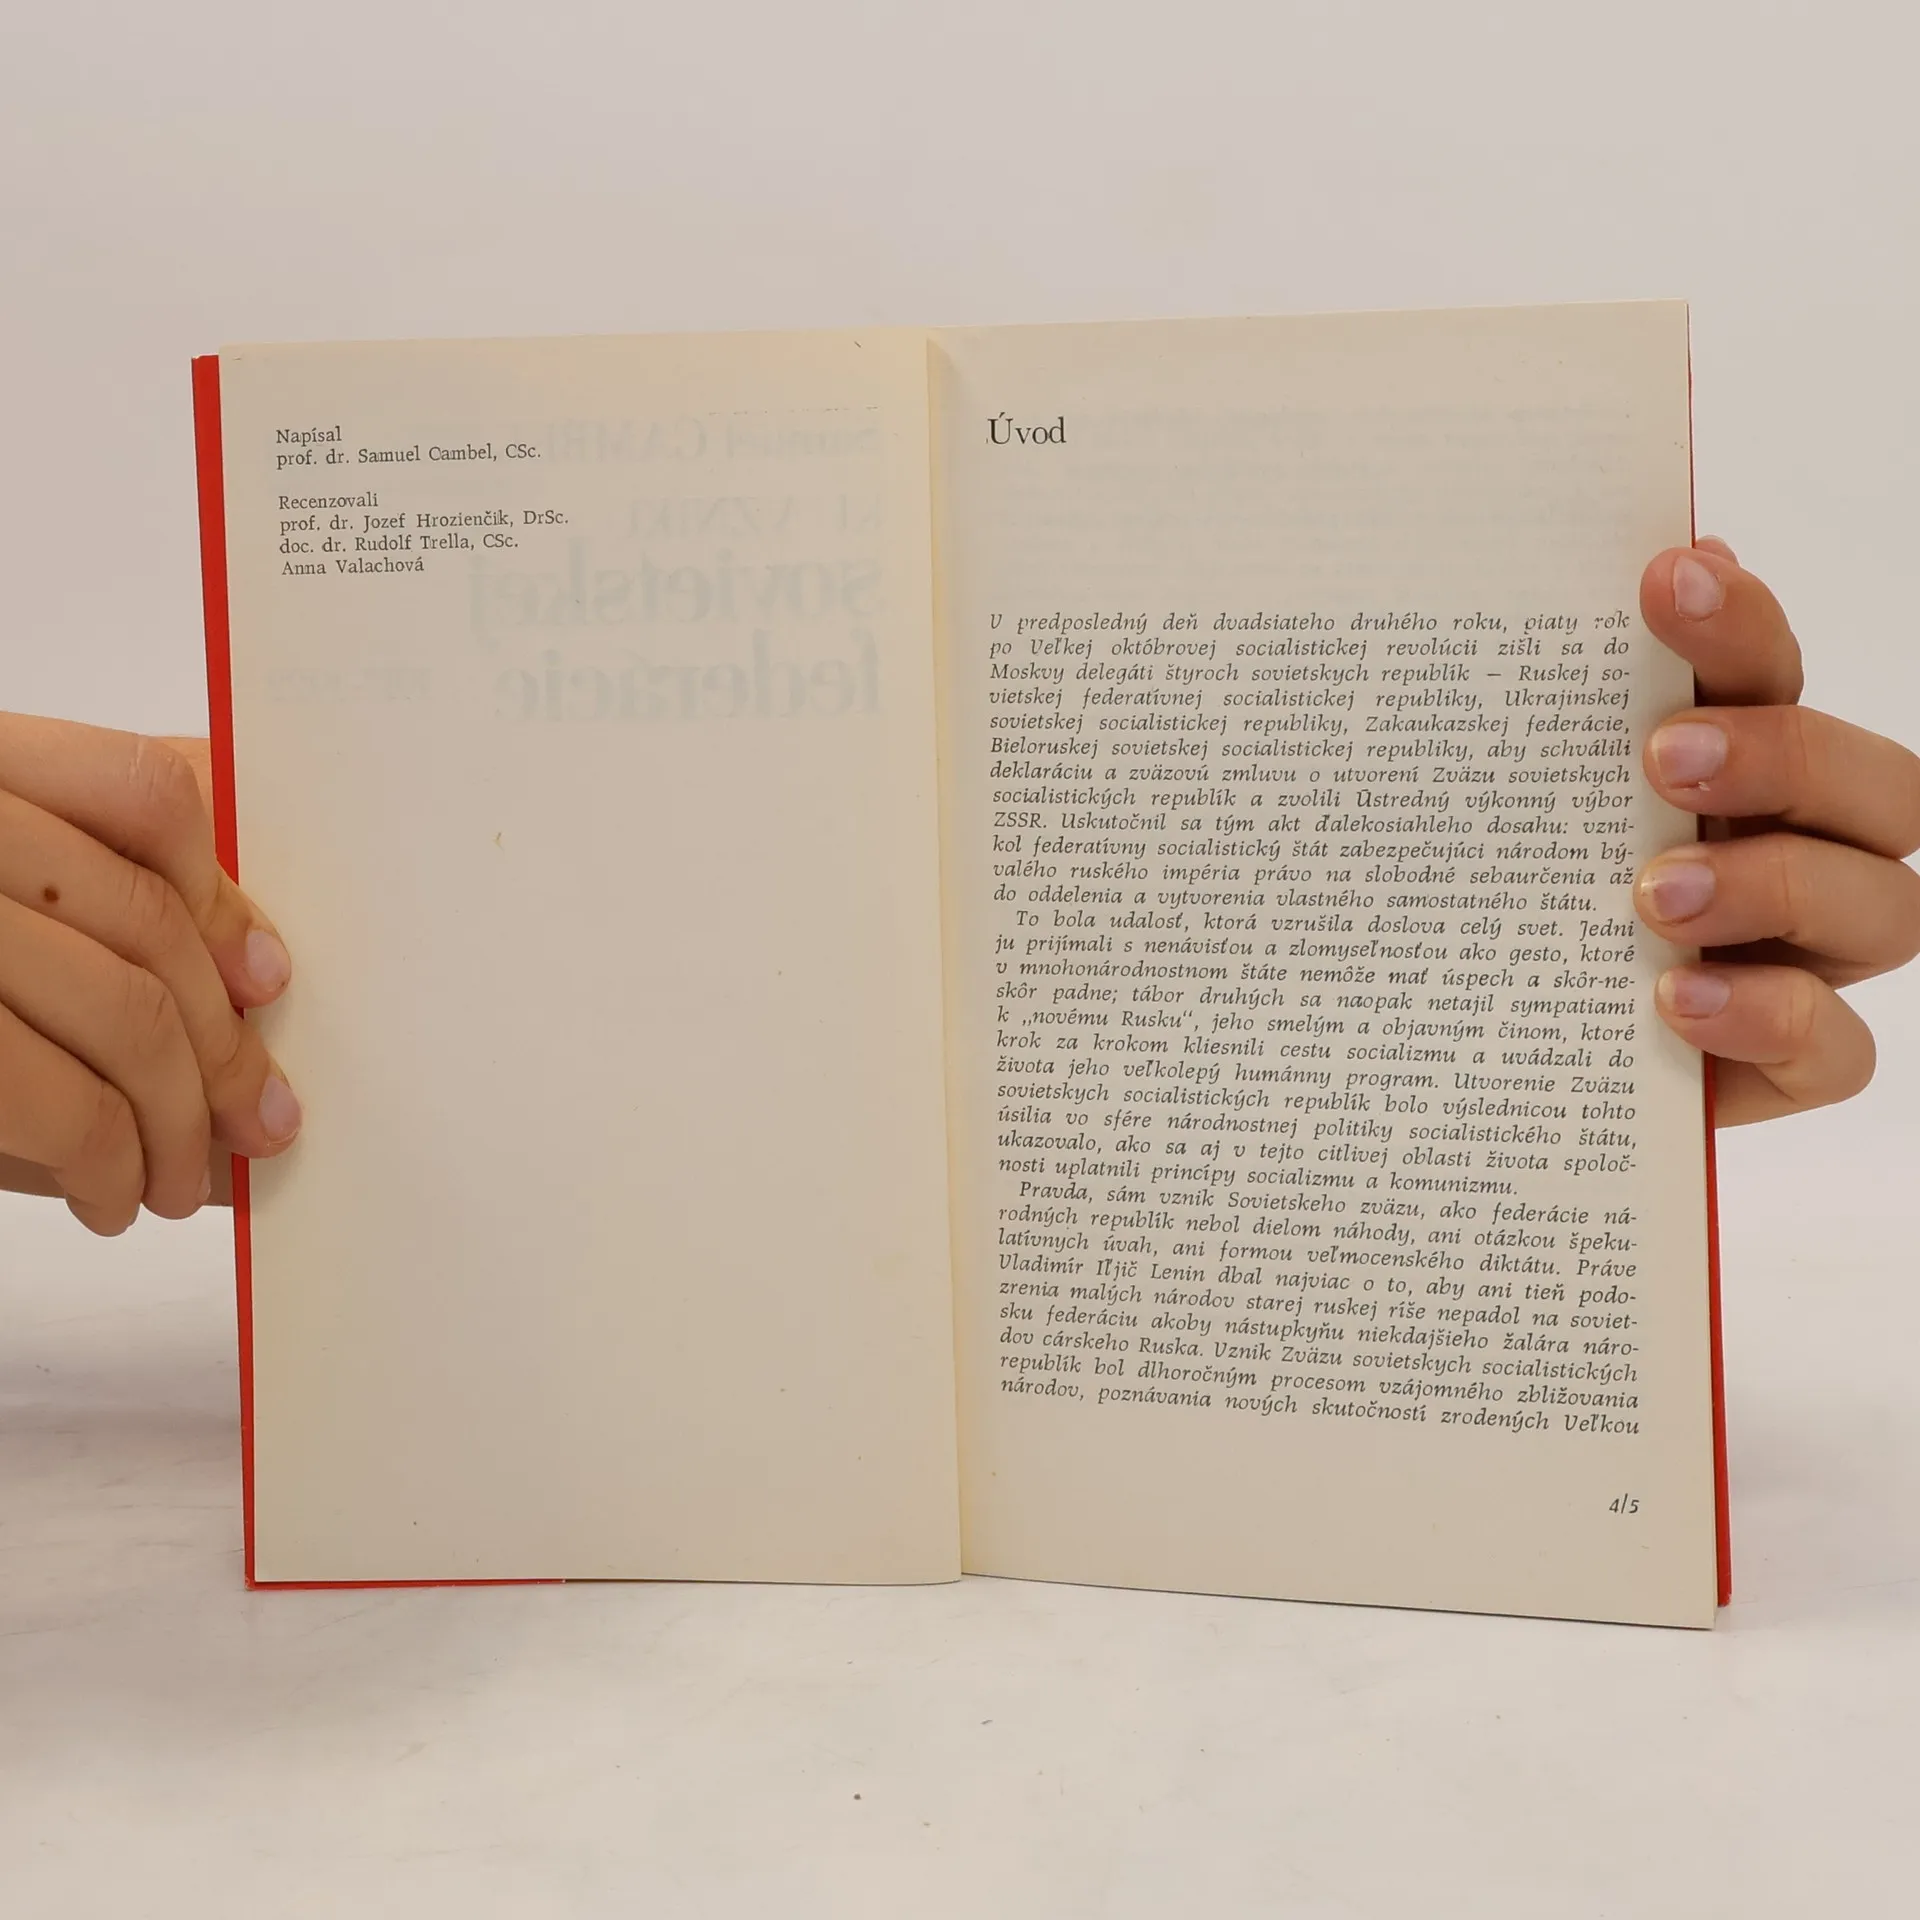 Napísal
prof. dr. Samuel Cambel, CSc.
Recenzovali
prof. dr. Jozef Hrozienčik, DrSc.
doc. dr. Rudolf Trella, CSc.
Anna Valachová
Úvod
V predposledný deň dvadsiateho druhého roku, piaty rok
po Veľkej októbrovej socialistickej revolúcii zišli sa do
Moskvy delegáti štyroch sovietskych republík — Ruskej so-
vietskej federatívnej socialistickej republiky, Ukrajinskej
sovietskej socialistickej republiky, Zakaukazskej federácie,
Bieloruskej sovietskej socialistickej republiky, aby schválili
deklaráciu a zväzovú zmluvu o utvorení Zväzu sovietskych
socialistických republík a zvolili Ústredný výkonný výbor
ZSSR. Uskutočnil sa tým akt ďalekosiahleho dosahu: vzni-
kol federatívny socialistický štát zabezpečujúci národom bý-
valého ruského impéria právo na slobodné sebaurčenia až
do oddelenia a vytvorenia vlastného samostatného štátu.
To bola udalosť, ktorá vzrušila doslova celý svet. Jedni
ju prijímali s nenávisťou a zlomyseľnosťou ako gesto, ktoré
v mnohonárodnostnom štáte nemôže mať úspech a skôr-ne-
skôr padne; tábor druhých sa naopak netajil sympatiami
k „novému Rusku“, jeho smelým a objavným činom, ktoré
krok za krokom kliesnili cestu socializmu a uvádzali do
života jeho veľkolepý humánny program. Utvorenie Zväzu
sovietskych socialistických republík bolo výslednicou tohto
úsilia vo sfére národnostnej politiky socialistického štátu,
ukazovalo, ako sa aj v tejto citlivej oblasti života spoloč-
nosti uplatnili princípy socializmu a komunizmu.
Pravda, sám vznik Sovietskeho zväzu, ako federácie ná-
rodných republík nebol dielom náhody, ani otázkou špeku-
latívnych úvah, ani formou veľmocenského diktátu. Práve
Vladimír Iľjič Lenin dbal najviac o to, aby ani tieň podo-
zrenia malých národov starej ruskej ríše nepadol na soviet-
sku federáciu akoby nástupkyňu niekdajšieho žalára náro-
dov cárskeho Ruska. Vznik Zväzu sovietskych socialistických
republík bol dlhoročným procesom vzájomného zbližovania
národov, poznávania nových skutočností zrodených Veľkou
4/5